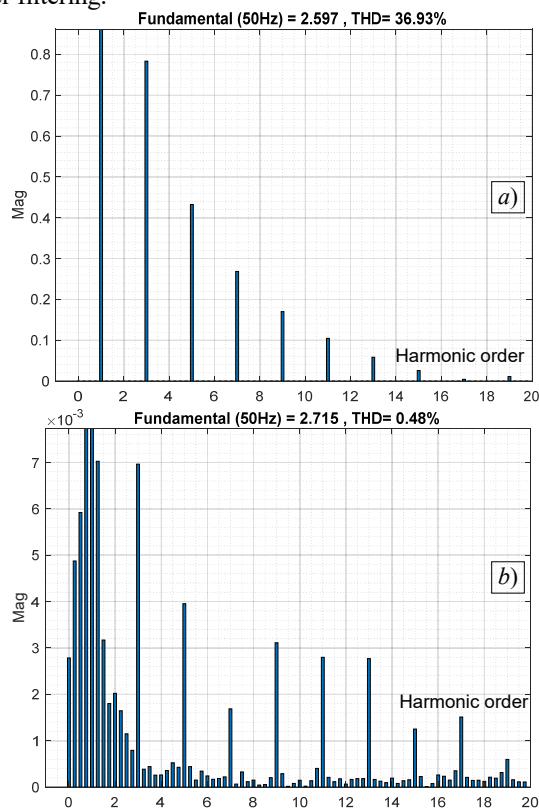 er filtering.
Fundamental (50Hz) = 2.597 , THD= 36.93%
0.8
0.7
0.6
0.5
0.4
0.3
0.2
0.1
0
Mag
a)
Harmonic order
0 2 4 6 8 10 12 14 16 18 20
×10⁻³
Fundamental (50Hz) = 2.715 , THD= 0.48%
7
6
5
4
3
2
1
0
Mag
b)
Harmonic order
0 2 4 6 8 10 12 14 16 18 20